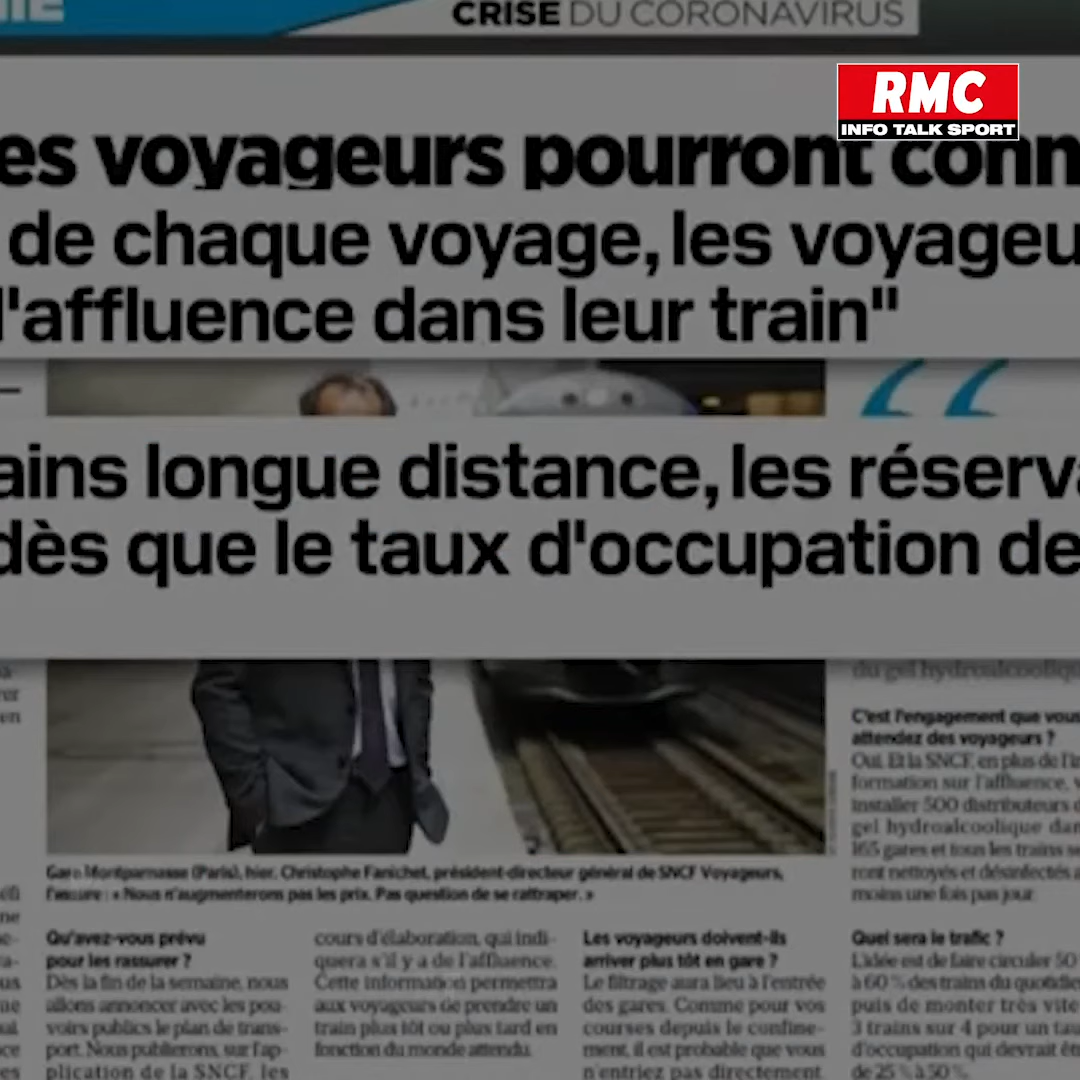 CRISE DU CORONAVIRUS
RMC
INFO TALK SPORT
es voyageurs pourront conn
de chaque voyage, les voyageu
l'affluence dans leur train"
ains longue distance, les réserva
dès que le taux d'occupation de
du gel hydroalcoolique
C'est l'engagement que vous
attendez des voyageurs ?
Oui. Et la SNCF, en plus de l'in
formation sur l'affluence, v
installer 500 distributeurs d
gel hydroalcoolique dan
165 gares et tous les trains se
ront nettoyés et désinfectés a
moins une fois par jour.
Gare Montparnasse (Paris), hier. Christophe Fanichet, président-directeur général de SNCF Voyageurs,
l'assure : « Nous n'augmenterons pas les prix. Pas question de se rattraper. »
Qu'avez-vous prévu
pour les rassurer ?
Dès la fin de la semaine, nous
allons annoncer avec les pou-
voirs publics le plan de trans-
port. Nous publierons, sur l'ap-
plication de la SNCF, les
cours d'élaboration, qui indi-
quera s'il y a de l'affluence.
Cette information permettra
aux voyageurs de prendre un
train plus tôt ou plus tard en
fonction du monde attendu.
Les voyageurs doivent-ils
arriver plus tôt en gare ?
Le filtrage aura lieu à l'entrée
des gares. Comme pour vos
courses depuis le confine-
ment, il est probable que vous
n'entriez pas directement.
Quel sera le trafic ?
L'idée est de faire circuler 50
à 60 % des trains du quotidien
puis de monter très vite
3 trains sur 4 pour un tau
d'occupation qui devrait êt
de 25 % à 50 %.